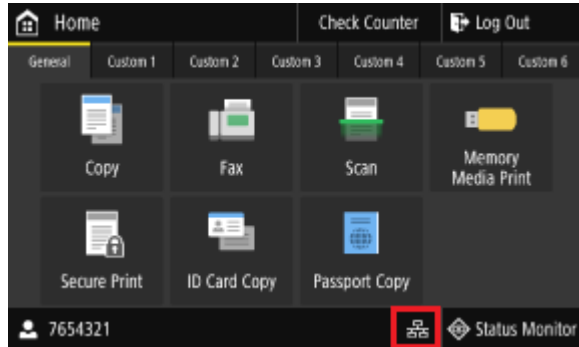 Home
Check Counter
Log Out
General
Custom 1
Custom 2
Custom 3
Custom 4
Custom 5
Custom 6
Copy
Fax
Scan
Memory
Media Print
Secure Print
ID Card Copy
Passport Copy
7654321
Status Monitor